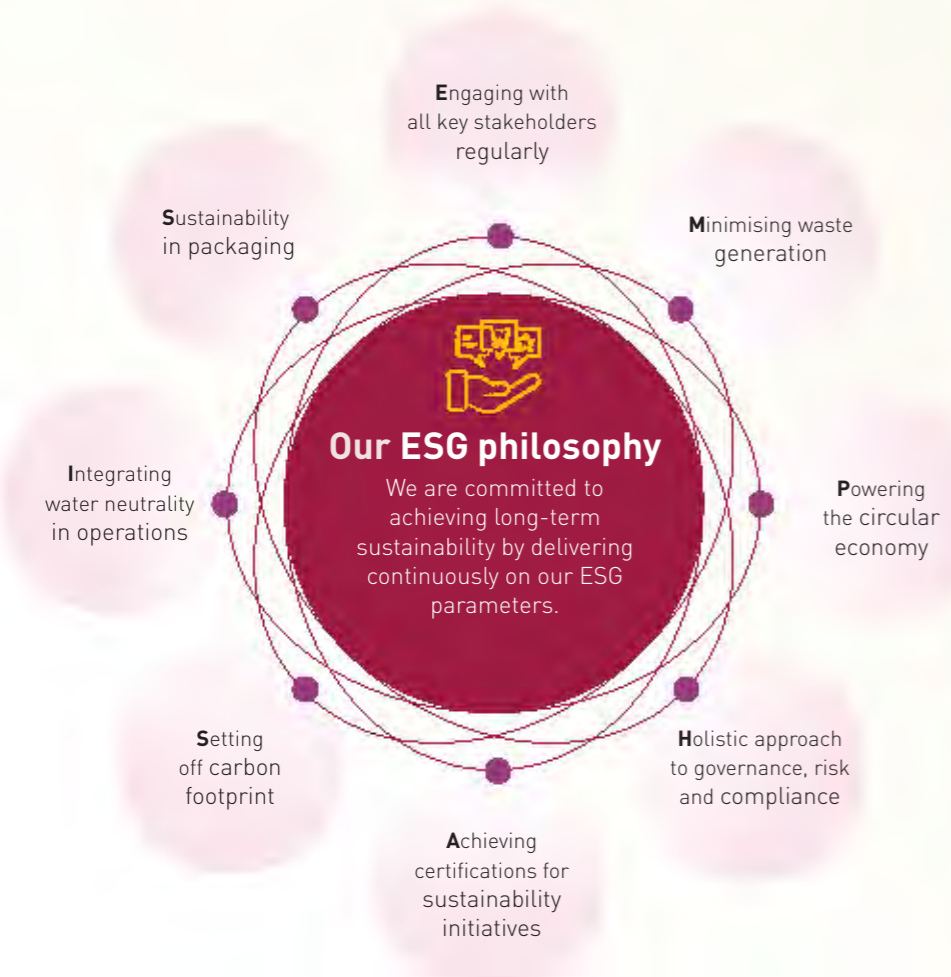 Engaging with
all key stakeholders
regularly
Minimising waste
generation
Powering
the circular
economy
Holistic approach
to governance, risk
and compliance
Achieving
certifications for
sustainability
initiatives
Setting
off carbon
footprint
Integrating
water neutrality
in operations
Sustainability
in packaging
Our ESG philosophy
We are committed to
achieving long-term
sustainability by delivering
continuously on our ESG
parameters.